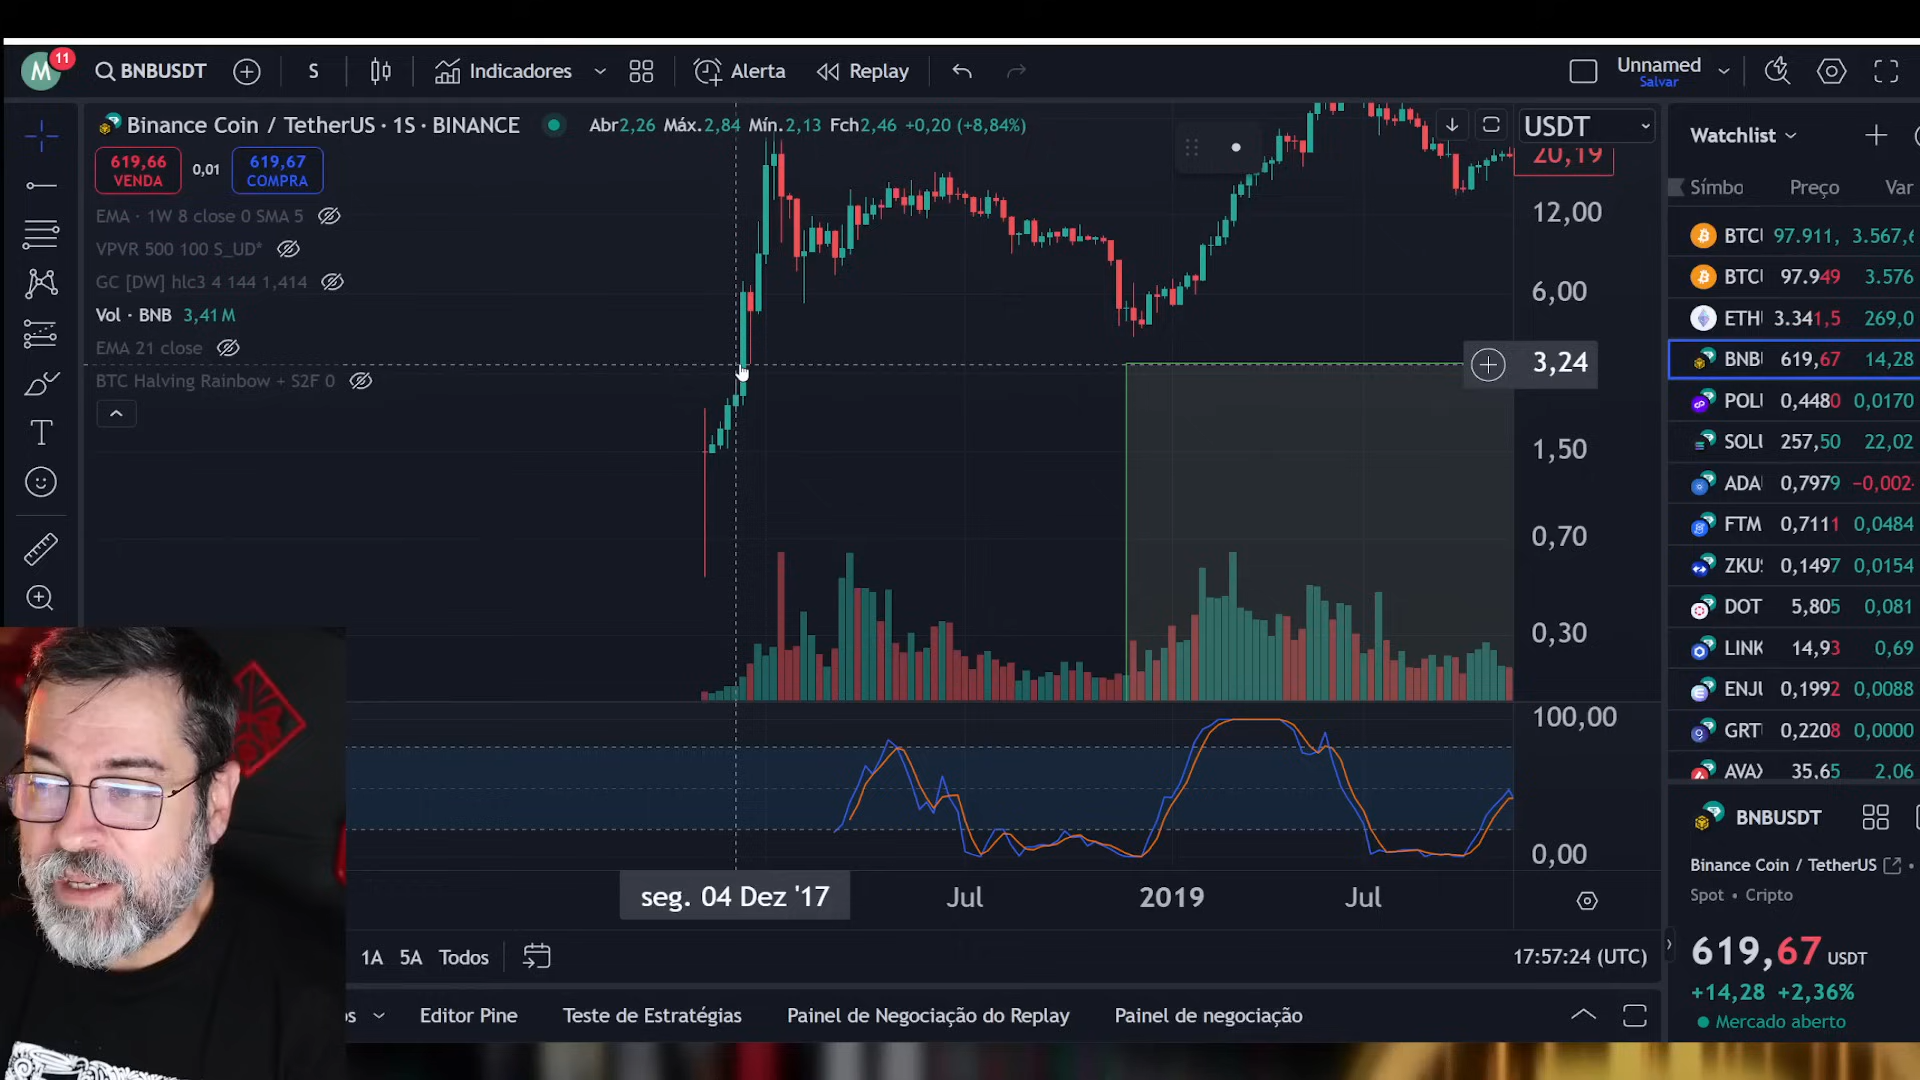 M 11 BNBUSDT S Indicadores Alerta Replay Unnamed
Salvar
Binance Coin / TetherUS · 1S · BINANCE Abr2,26 Máx.2,84 Mín.2,13 Fch2,46 +0,20 (+8,84%) USDT
619,66 VENDA 0,01 619,67 COMPRA
EMA · 1W 8 close 0 SMA 5
VPVR 500 100 S_UD*
GC [DW] hlc3 4 144 1,414
Vol · BNB 3,41 M
EMA 21 close
BTC Halving Rainbow + S2F 0
20,19
12,00
6,00
3,24
1,50
0,70
0,30
100,00
0,00
seg. 04 Dez '17 Jul 2019 Jul
1A 5A Todos 17:57:24 (UTC)
Editor Pine Teste de Estratégias Painel de Negociação do Replay Painel de negociação
Watchlist
Símbo Preço Var
BTC 97.911, 3.567,
BTC 97.949 3.576
ETH 3.341,5 269,0
BNB 619,67 14,28
POL 0,4480 0,0170
SOL 257,50 22,02
ADA 0,7979 −0,002
FTM 0,7111 0,0484
ZKU 0,1497 0,0154
DOT 5,805 0,081
LINK 14,93 0,69
ENJ 0,1992 0,0088
GRT 0,2208 0,0000
AVAX 35,65 2,06
BNBUSDT
Binance Coin / TetherUS
Spot • Cripto
619,67 USDT
+14,28 +2,36%
Mercado aberto